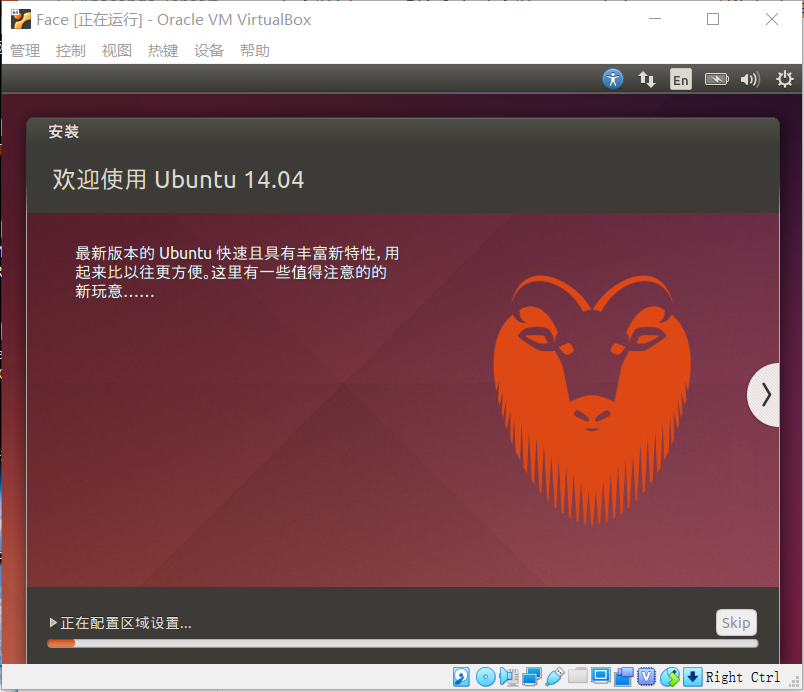 Face [正在运行] - Oracle VM VirtualBox
管理 控制 视图 热键 设备 帮助
En
安装
欢迎使用 Ubuntu 14.04
最新版本的 Ubuntu 快速且具有丰富新特性，用
起来比以往更方便。这里有一些值得注意的的
新玩意……
正在配置区域设置...
Skip
Right Ctrl